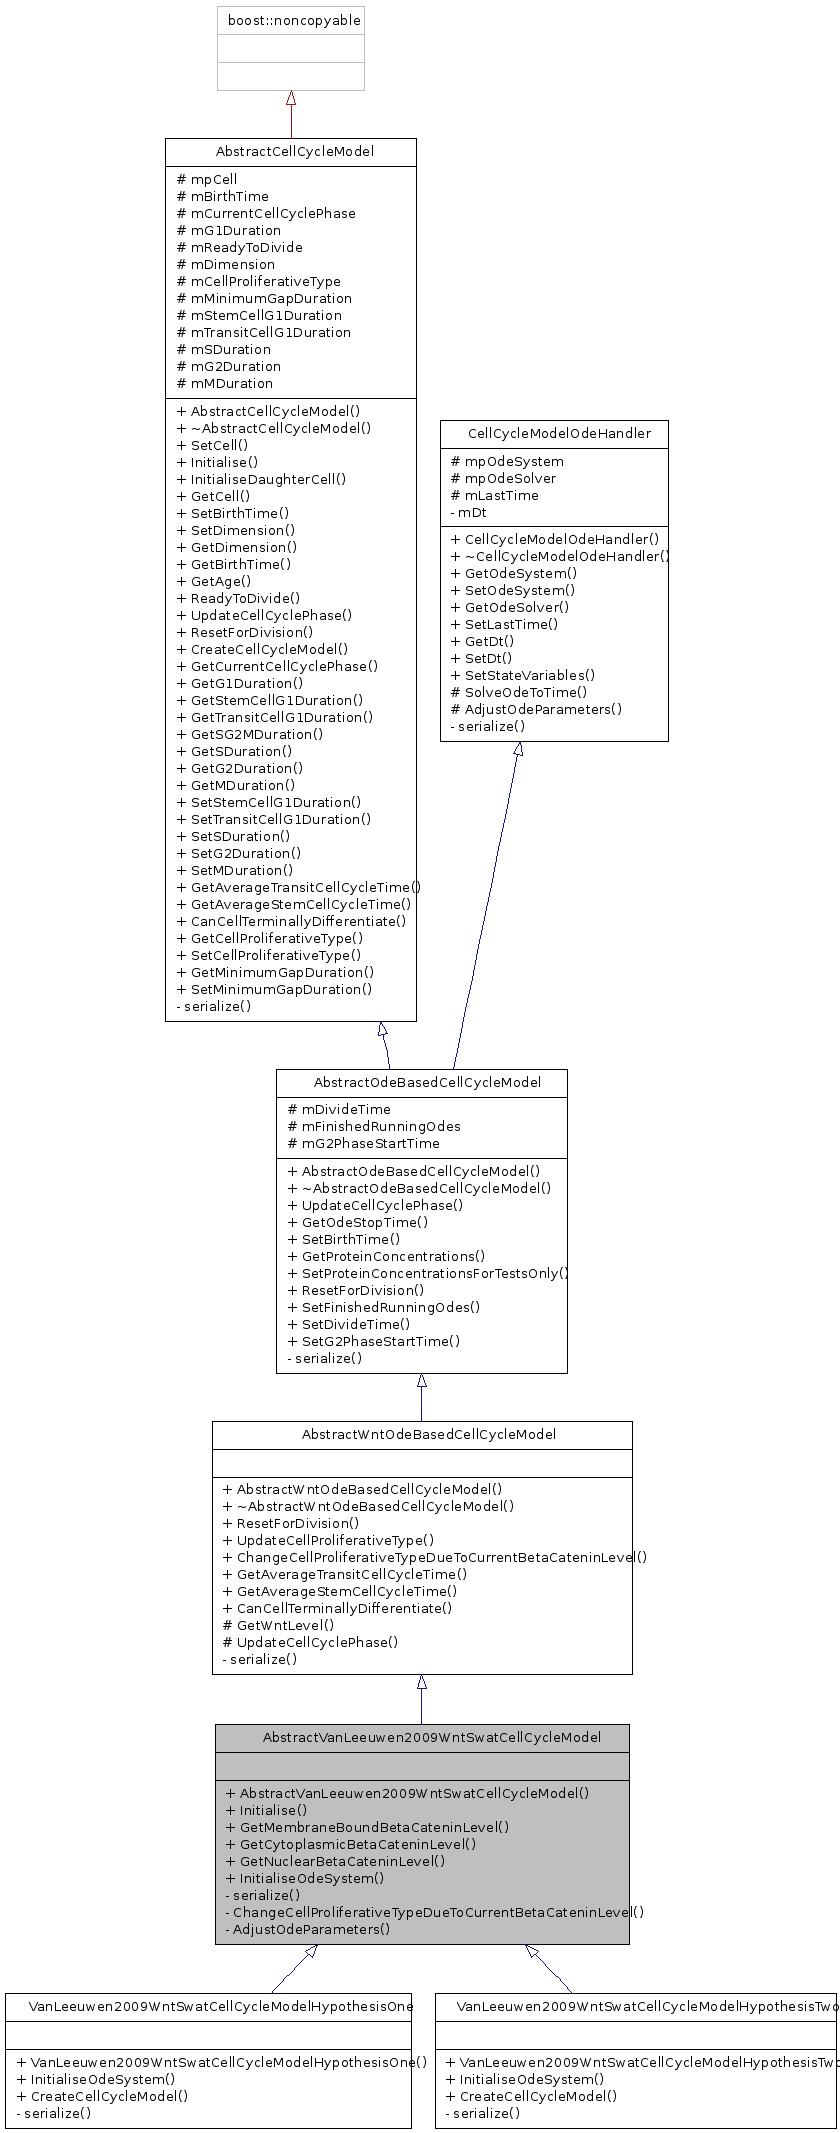 boost::noncopyable
AbstractCellCycleModel
# mpCell
# mBirthTime
# mCurrentCellCyclePhase
# mG1Duration
# mReadyToDivide
# mDimension
# mCellProliferativeType
# mMinimumGapDuration
# mStemCellG1Duration
# mTransitCellG1Duration
# mSDuration
# mG2Duration
# mMDuration
+ AbstractCellCycleModel()
+ ~AbstractCellCycleModel()
+ SetCell()
+ Initialise()
+ InitialiseDaughterCell()
+ GetCell()
+ SetBirthTime()
+ SetDimension()
+ GetDimension()
+ GetBirthTime()
+ GetAge()
+ ReadyToDivide()
+ UpdateCellCyclePhase()
+ ResetForDivision()
+ CreateCellCycleModel()
+ GetCurrentCellCyclePhase()
+ GetG1Duration()
+ GetStemCellG1Duration()
+ GetTransitCellG1Duration()
+ GetSG2MDuration()
+ GetSDuration()
+ GetG2Duration()
+ GetMDuration()
+ SetStemCellG1Duration()
+ SetTransitCellG1Duration()
+ SetSDuration()
+ SetG2Duration()
+ SetMDuration()
+ GetAverageTransitCellCycleTime()
+ GetAverageStemCellCycleTime()
+ CanCellTerminallyDifferentiate()
+ GetCellProliferativeType()
+ SetCellProliferativeType()
+ GetMinimumGapDuration()
+ SetMinimumGapDuration()
- serialize()
CellCycleModelOdeHandler
# mpOdeSystem
# mpOdeSolver
# mLastTime
- mDt
+ CellCycleModelOdeHandler()
+ ~CellCycleModelOdeHandler()
+ GetOdeSystem()
+ SetOdeSystem()
+ GetOdeSolver()
+ SetLastTime()
+ GetDt()
+ SetDt()
+ SetStateVariables()
# SolveOdeToTime()
# AdjustOdeParameters()
- serialize()
AbstractOdeBasedCellCycleModel
# mDivideTime
# mFinishedRunningOdes
# mG2PhaseStartTime
+ AbstractOdeBasedCellCycleModel()
+ ~AbstractOdeBasedCellCycleModel()
+ UpdateCellCyclePhase()
+ GetOdeStopTime()
+ SetBirthTime()
+ GetProteinConcentrations()
+ SetProteinConcentrationsForTestsOnly()
+ ResetForDivision()
+ SetFinishedRunningOdes()
+ SetDivideTime()
+ SetG2PhaseStartTime()
- serialize()
AbstractWntOdeBasedCellCycleModel
+ AbstractWntOdeBasedCellCycleModel()
+ ~AbstractWntOdeBasedCellCycleModel()
+ ResetForDivision()
+ UpdateCellProliferativeType()
+ ChangeCellProliferativeTypeDueToCurrentBetaCateninLevel()
+ GetAverageTransitCellCycleTime()
+ GetAverageStemCellCycleTime()
+ CanCellTerminallyDifferentiate()
# GetWntLevel()
# UpdateCellCyclePhase()
- serialize()
AbstractVanLeeuwen2009WntSwatCellCycleModel
+ AbstractVanLeeuwen2009WntSwatCellCycleModel()
+ Initialise()
+ GetMembraneBoundBetaCateninLevel()
+ GetCytoplasmicBetaCateninLevel()
+ GetNuclearBetaCateninLevel()
+ InitialiseOdeSystem()
- serialize()
- ChangeCellProliferativeTypeDueToCurrentBetaCateninLevel()
- AdjustOdeParameters()
VanLeeuwen2009WntSwatCellCycleModelHypothesisOne
+ VanLeeuwen2009WntSwatCellCycleModelHypothesisOne()
+ InitialiseOdeSystem()
+ CreateCellCycleModel()
- serialize()
VanLeeuwen2009WntSwatCellCycleModelHypothesisTwo
+ VanLeeuwen2009WntSwatCellCycleModelHypothesisTwo
+ InitialiseOdeSystem()
+ CreateCellCycleModel()
- serialize()